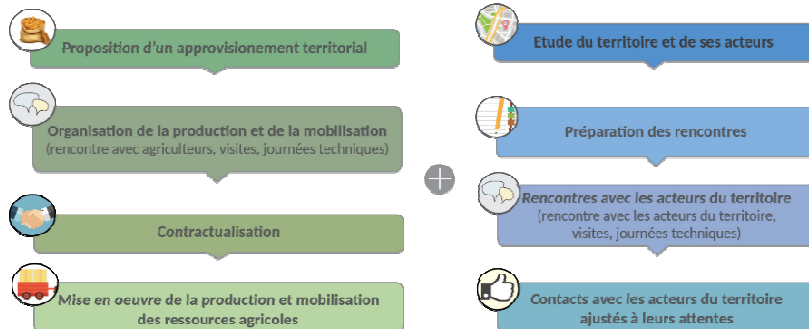 Proposition d'un approvisionement territorial
Organisation de la production et de la mobilisation
(rencontre avec agriculteurs, visites, journées techniques)
Contractualisation
Mise en oeuvre de la production et mobilisation
des ressources agricoles
Etude du territoire et de ses acteurs
Préparation des rencontres
Rencontres avec les acteurs du territoire
(rencontre avec les acteurs du territoire,
visites, journées techniques)
Contacts avec les acteurs du territoire
ajustés à leurs attentes